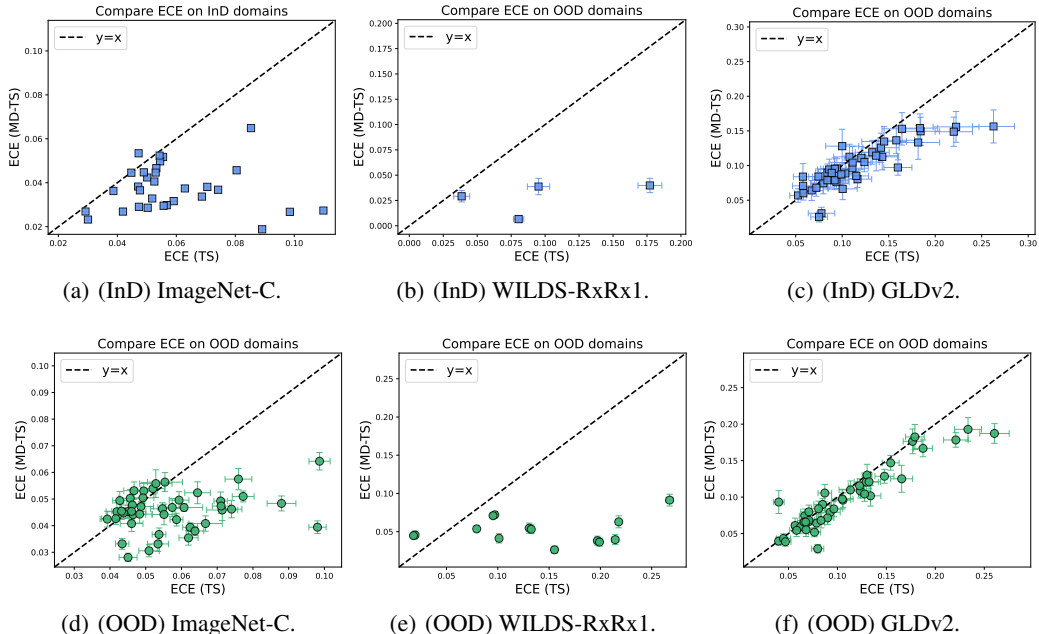 Compare ECE on InD domains
y=x
ECE (MD-TS)
0.10
0.08
0.06
0.04
0.02
0.02
0.04
0.06
0.08
0.10
ECE (TS)
(a) (InD) ImageNet-C.
Compare ECE on OOD domains
y=x
ECE (MD-TS)
0.200
0.175
0.150
0.125
0.100
0.075
0.050
0.025
0.000
0.000
0.025
0.050
0.075
0.100
0.125
0.150
0.175
0.200
ECE (TS)
(b) (InD) WILDS-RxRx1.
Compare ECE on OOD domains
y=x
ECE (MD-TS)
0.30
0.25
0.20
0.15
0.10
0.05
0.05
0.10
0.15
0.20
0.25
0.30
ECE (TS)
(c) (InD) GLDv2.
Compare ECE on OOD domains
y=x
ECE (MD-TS)
0.10
0.09
0.08
0.07
0.06
0.05
0.04
0.03
0.03
0.04
0.05
0.06
0.07
0.08
0.09
0.10
ECE (TS)
(d) (OOD) ImageNet-C.
Compare ECE on OOD domains
y=x
ECE (MD-TS)
0.25
0.20
0.15
0.10
0.05
0.05
0.10
0.15
0.20
0.25
ECE (TS)
(e) (OOD) WILDS-RxRx1.
Compare ECE on OOD domains
y=x
ECE (MD-TS)
0.25
0.20
0.15
0.10
0.05
0.05
0.10
0.15
0.20
0.25
ECE (TS)
(f) (OOD) GLDv2.